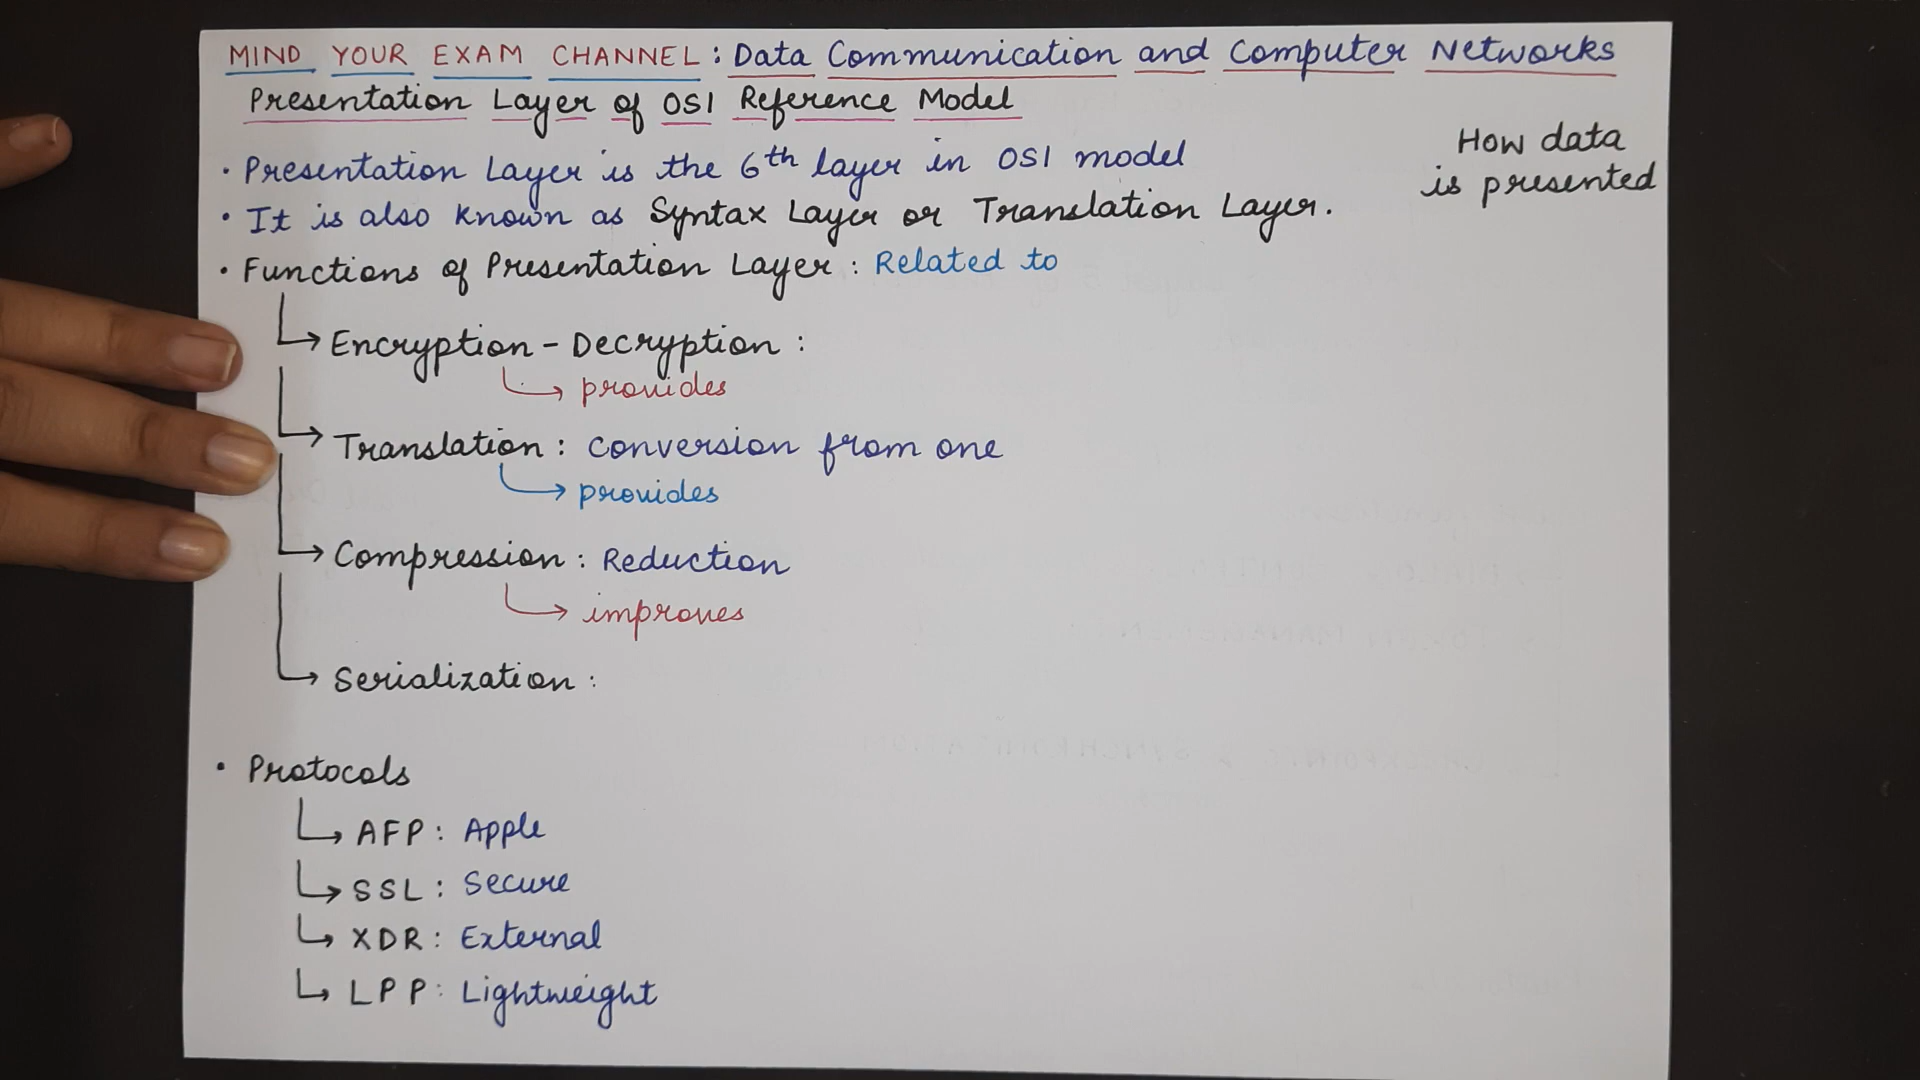 MIND YOUR EXAM CHANNEL : Data Communication and Computer Networks
Presentation Layer of OSI Reference Model
How data
is presented
• Presentation Layer is the 6th layer in OSI model
• It is also known as Syntax Layer or Translation Layer.
• Functions of Presentation Layer : Related to
Encryption - Decryption :
provides
Translation : Conversion from one
provides
Compression : Reduction
improves
Serialization :
• Protocols
AFP : Apple
SSL : Secure
XDR : External
LPP : Lightweight